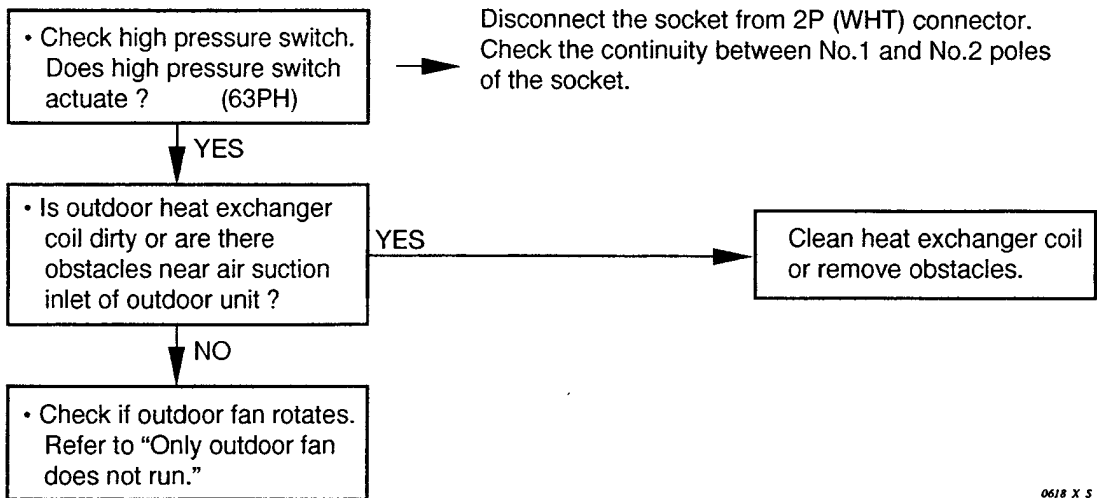 • Check high pressure switch.
Does high pressure switch
actuate ? (63PH)
Disconnect the socket from 2P (WHT) connector.
Check the continuity between No.1 and No.2 poles
of the socket.
YES
• Is outdoor heat exchanger
coil dirty or are there
obstacles near air suction
inlet of outdoor unit ?
YES
Clean heat exchanger coil
or remove obstacles.
NO
• Check if outdoor fan rotates.
Refer to “Only outdoor fan
does not run.”
0618 X S